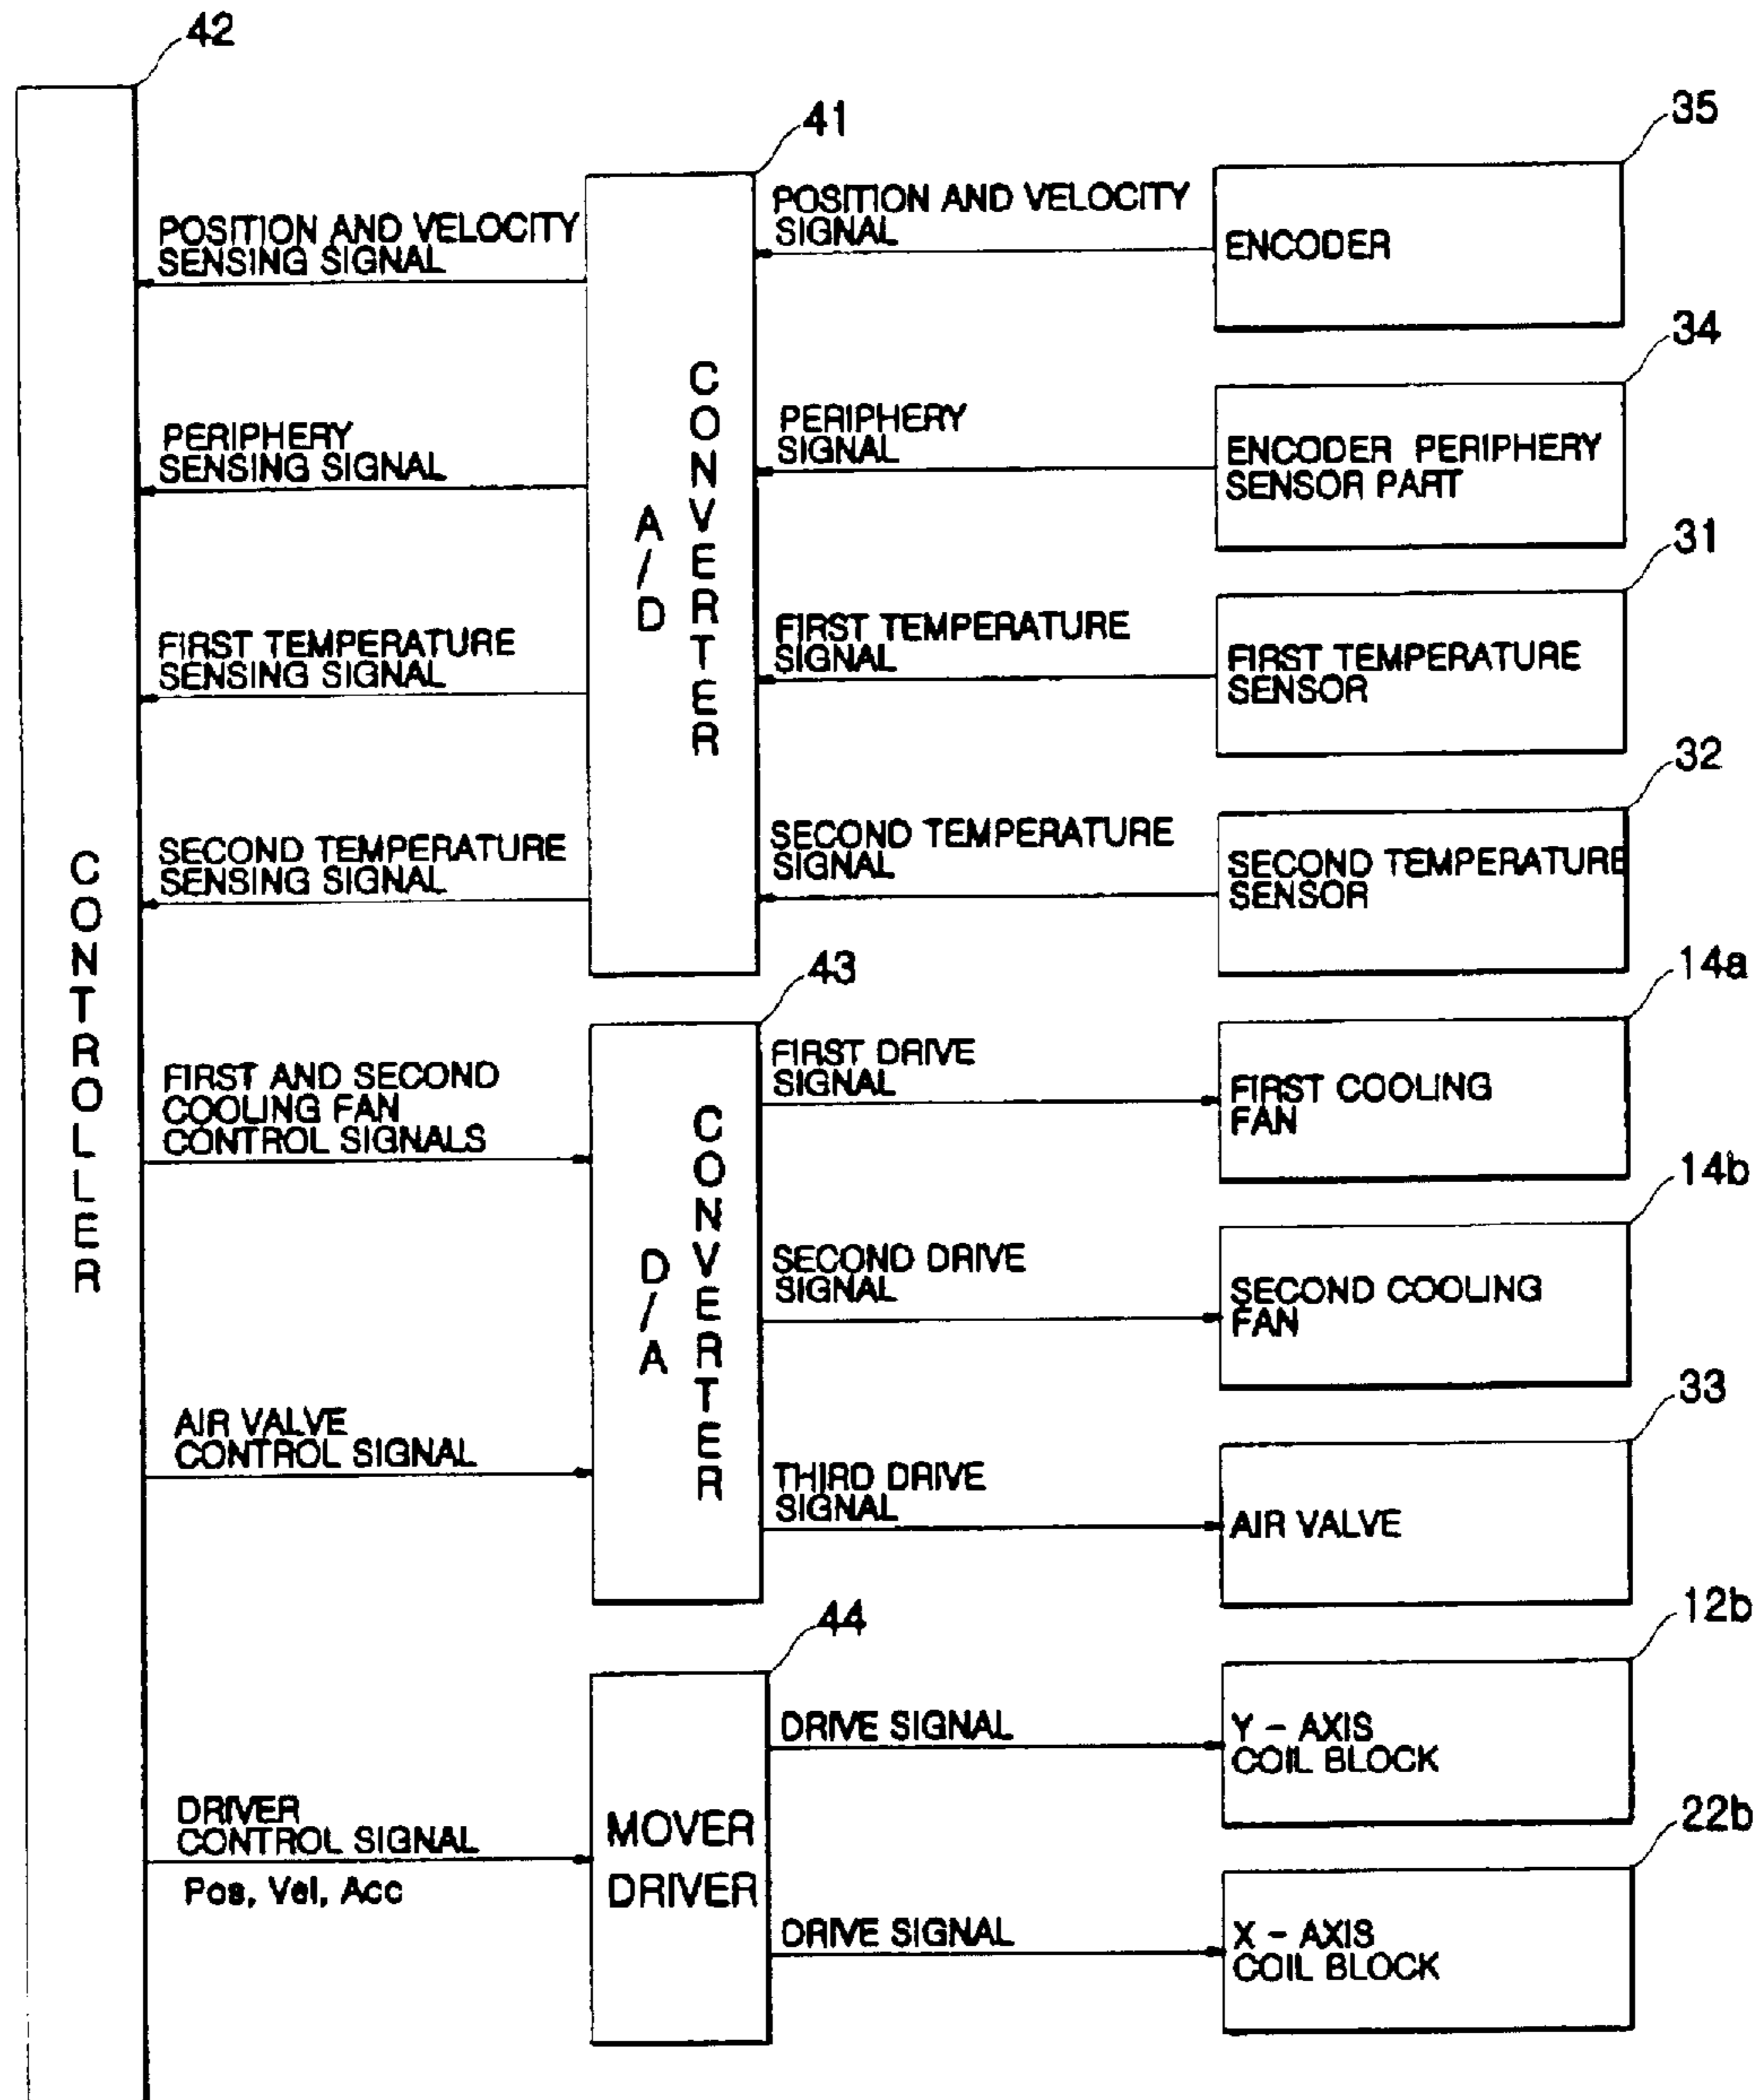 42
41
35
POSITION AND VELOCITY
SENSING SIGNAL
POSITION AND VELOCITY
SIGNAL
ENCODER
34
PERIPHERY
SENSING SIGNAL
PERIPHERY
SIGNAL
ENCODER PERIPHERY
SENSOR PART
31
A/D
CONVERTER
FIRST TEMPERATURE
SENSING SIGNAL
FIRST TEMPERATURE
SIGNAL
FIRST TEMPERATURE
SENSOR
32
SECOND TEMPERATURE
SENSING SIGNAL
SECOND TEMPERATURE
SIGNAL
SECOND TEMPERATURE
SENSOR
CONTROLLER
43
14a
FIRST AND SECOND
COOLING FAN
CONTROL SIGNALS
FIRST DRIVE
SIGNAL
FIRST COOLING
FAN
14b
D/A
CONVERTER
SECOND DRIVE
SIGNAL
SECOND COOLING
FAN
33
AIR VALVE
CONTROL SIGNAL
THIRD DRIVE
SIGNAL
AIR VALVE
44
12b
DRIVE SIGNAL
Y - AXIS
COIL BLOCK
DRIVER
CONTROL SIGNAL
Pos, Vel, Acc
MOVER
DRIVER
22b
DRIVE SIGNAL
X - AXIS
COIL BLOCK